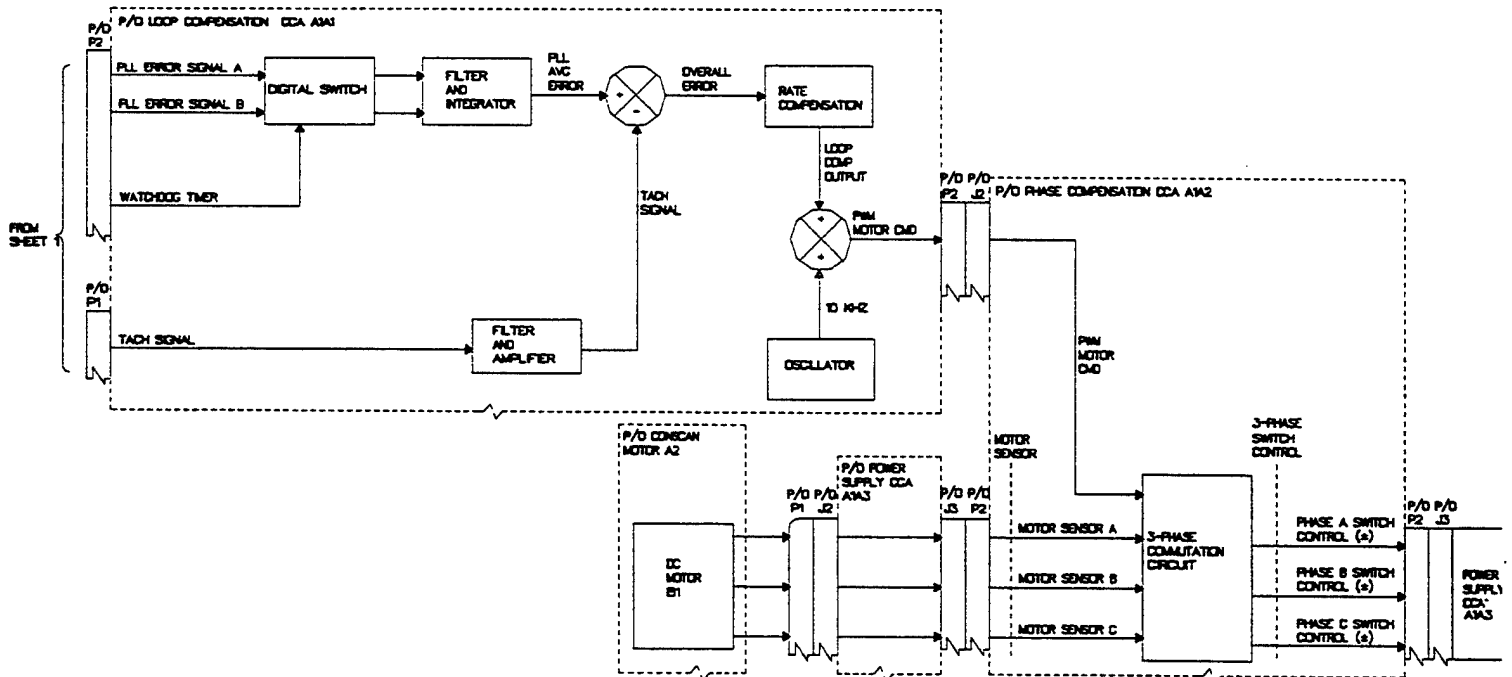 P/O LOOP COMPENSATION CCA A1A1
P/O
P2
PLL ERROR SIGNAL A
PLL ERROR SIGNAL B
WATCHDOG TIMER
DIGITAL SWITCH
FILTER
AND
INTEGRATOR
PLL
AVC
ERROR
+
-
OVERALL
ERROR
RATE
COMPENSATION
LOOP
COMP
OUTPUT
TACH
SIGNAL
+
+
PWM
MOTOR CMD
P/O P/O
P2 J2
P/O PHASE COMPENSATION CCA A1A2
FROM
SHEET 1
P/O
P1
TACH SIGNAL
FILTER
AND
AMPLIFIER
10 KHZ
OSCILLATOR
PWM
MOTOR
CMD
P/O CONSCAN
MOTOR A2
DC
MOTOR
B1
P/O P/O
P1 J2
P/O POWER
SUPPLY CCA
A1A3
P/O P/O
J3 P2
MOTOR
SENSOR
MOTOR SENSOR A
MOTOR SENSOR B
MOTOR SENSOR C
3-PHASE
COMMUTATION
CIRCUIT
3-PHASE
SWITCH
CONTROL
PHASE A SWITCH
CONTROL (±)
PHASE B SWITCH
CONTROL (±)
PHASE C SWITCH
CONTROL (±)
P/O P/O
P2 J3
POWER
SUPPLY
CCA
A1A3